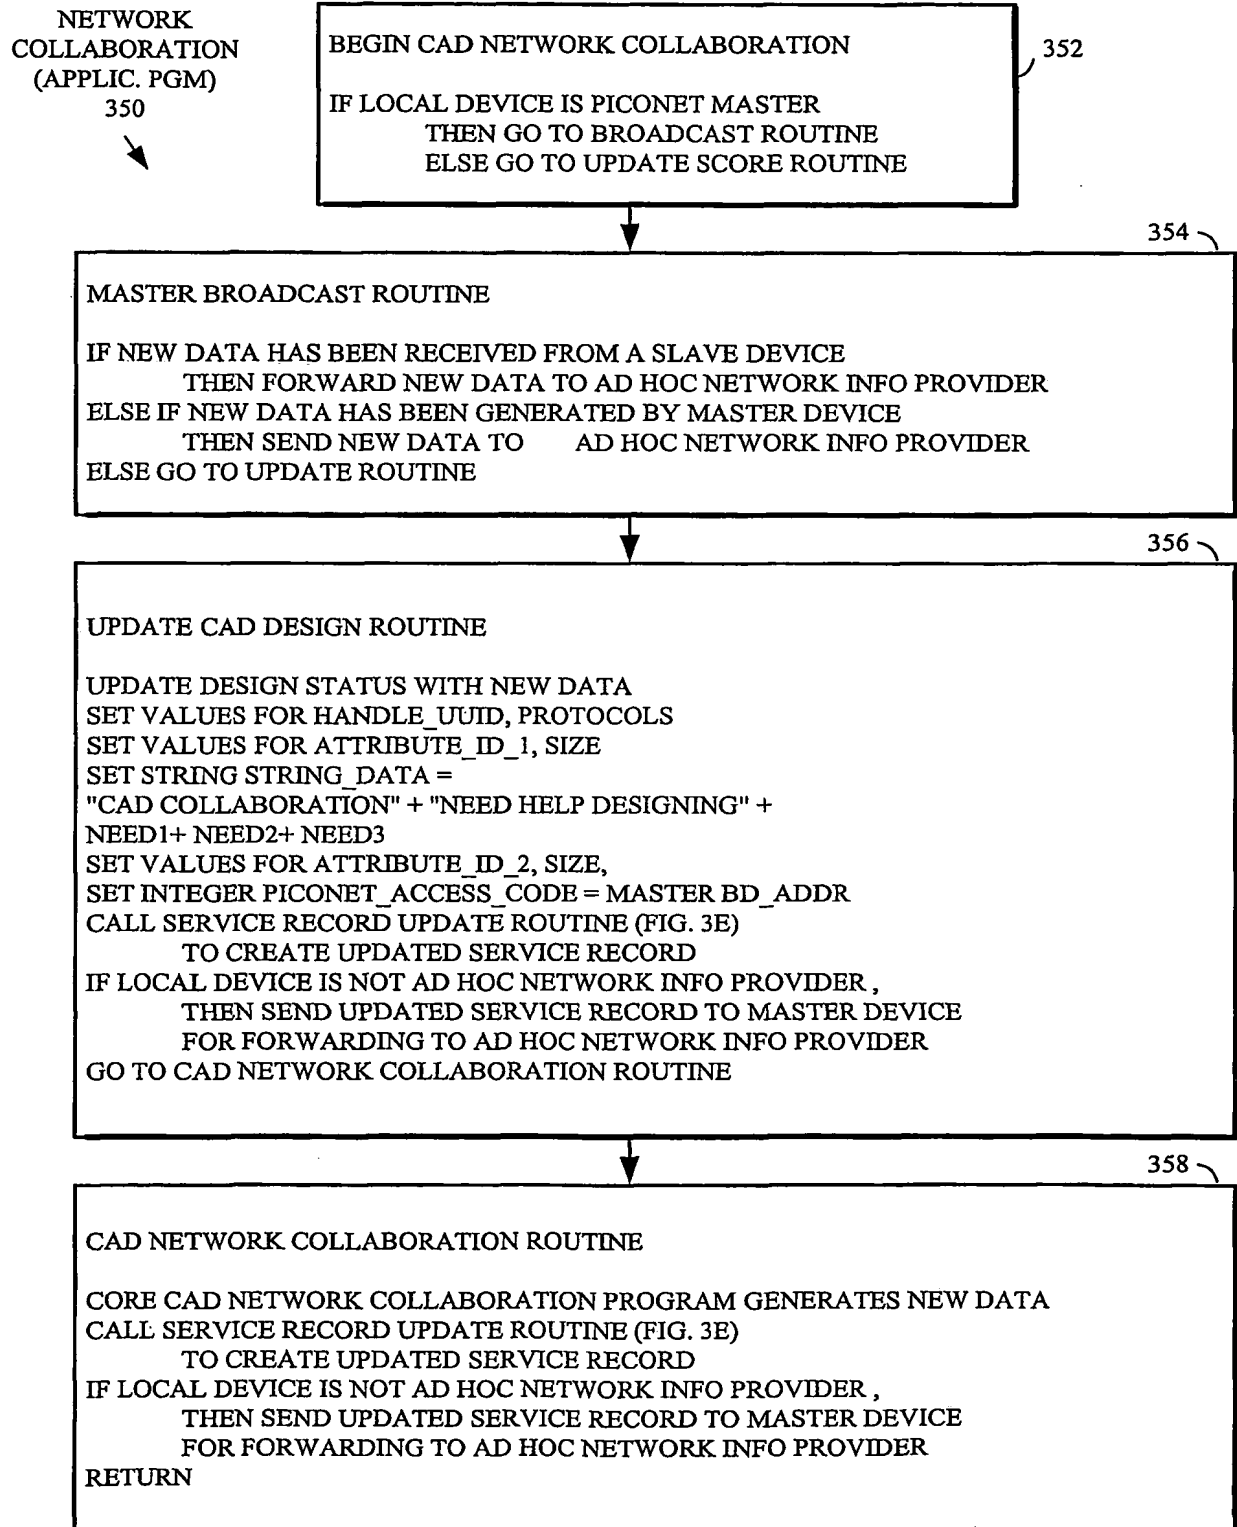 NETWORK
COLLABORATION
(APPLIC. PGM)
350
BEGIN CAD NETWORK COLLABORATION
352
IF LOCAL DEVICE IS PICONET MASTER
THEN GO TO BROADCAST ROUTINE
ELSE GO TO UPDATE SCORE ROUTINE
354
MASTER BROADCAST ROUTINE
IF NEW DATA HAS BEEN RECEIVED FROM A SLAVE DEVICE
THEN FORWARD NEW DATA TO AD HOC NETWORK INFO PROVIDER
ELSE IF NEW DATA HAS BEEN GENERATED BY MASTER DEVICE
THEN SEND NEW DATA TO AD HOC NETWORK INFO PROVIDER
ELSE GO TO UPDATE ROUTINE
356
UPDATE CAD DESIGN ROUTINE
UPDATE DESIGN STATUS WITH NEW DATA
SET VALUES FOR HANDLE_UUID, PROTOCOLS
SET VALUES FOR ATTRIBUTE_ID_1, SIZE
SET STRING STRING_DATA =
"CAD COLLABORATION" + "NEED HELP DESIGNING" +
NEED1+ NEED2+ NEED3
SET VALUES FOR ATTRIBUTE_ID_2, SIZE,
SET INTEGER PICONET_ACCESS_CODE = MASTER BD_ADDR
CALL SERVICE RECORD UPDATE ROUTINE (FIG. 3E)
TO CREATE UPDATED SERVICE RECORD
IF LOCAL DEVICE IS NOT AD HOC NETWORK INFO PROVIDER ,
THEN SEND UPDATED SERVICE RECORD TO MASTER DEVICE
FOR FORWARDING TO AD HOC NETWORK INFO PROVIDER
GO TO CAD NETWORK COLLABORATION ROUTINE
358
CAD NETWORK COLLABORATION ROUTINE
CORE CAD NETWORK COLLABORATION PROGRAM GENERATES NEW DATA
CALL SERVICE RECORD UPDATE ROUTINE (FIG. 3E)
TO CREATE UPDATED SERVICE RECORD
IF LOCAL DEVICE IS NOT AD HOC NETWORK INFO PROVIDER ,
THEN SEND UPDATED SERVICE RECORD TO MASTER DEVICE
FOR FORWARDING TO AD HOC NETWORK INFO PROVIDER
RETURN